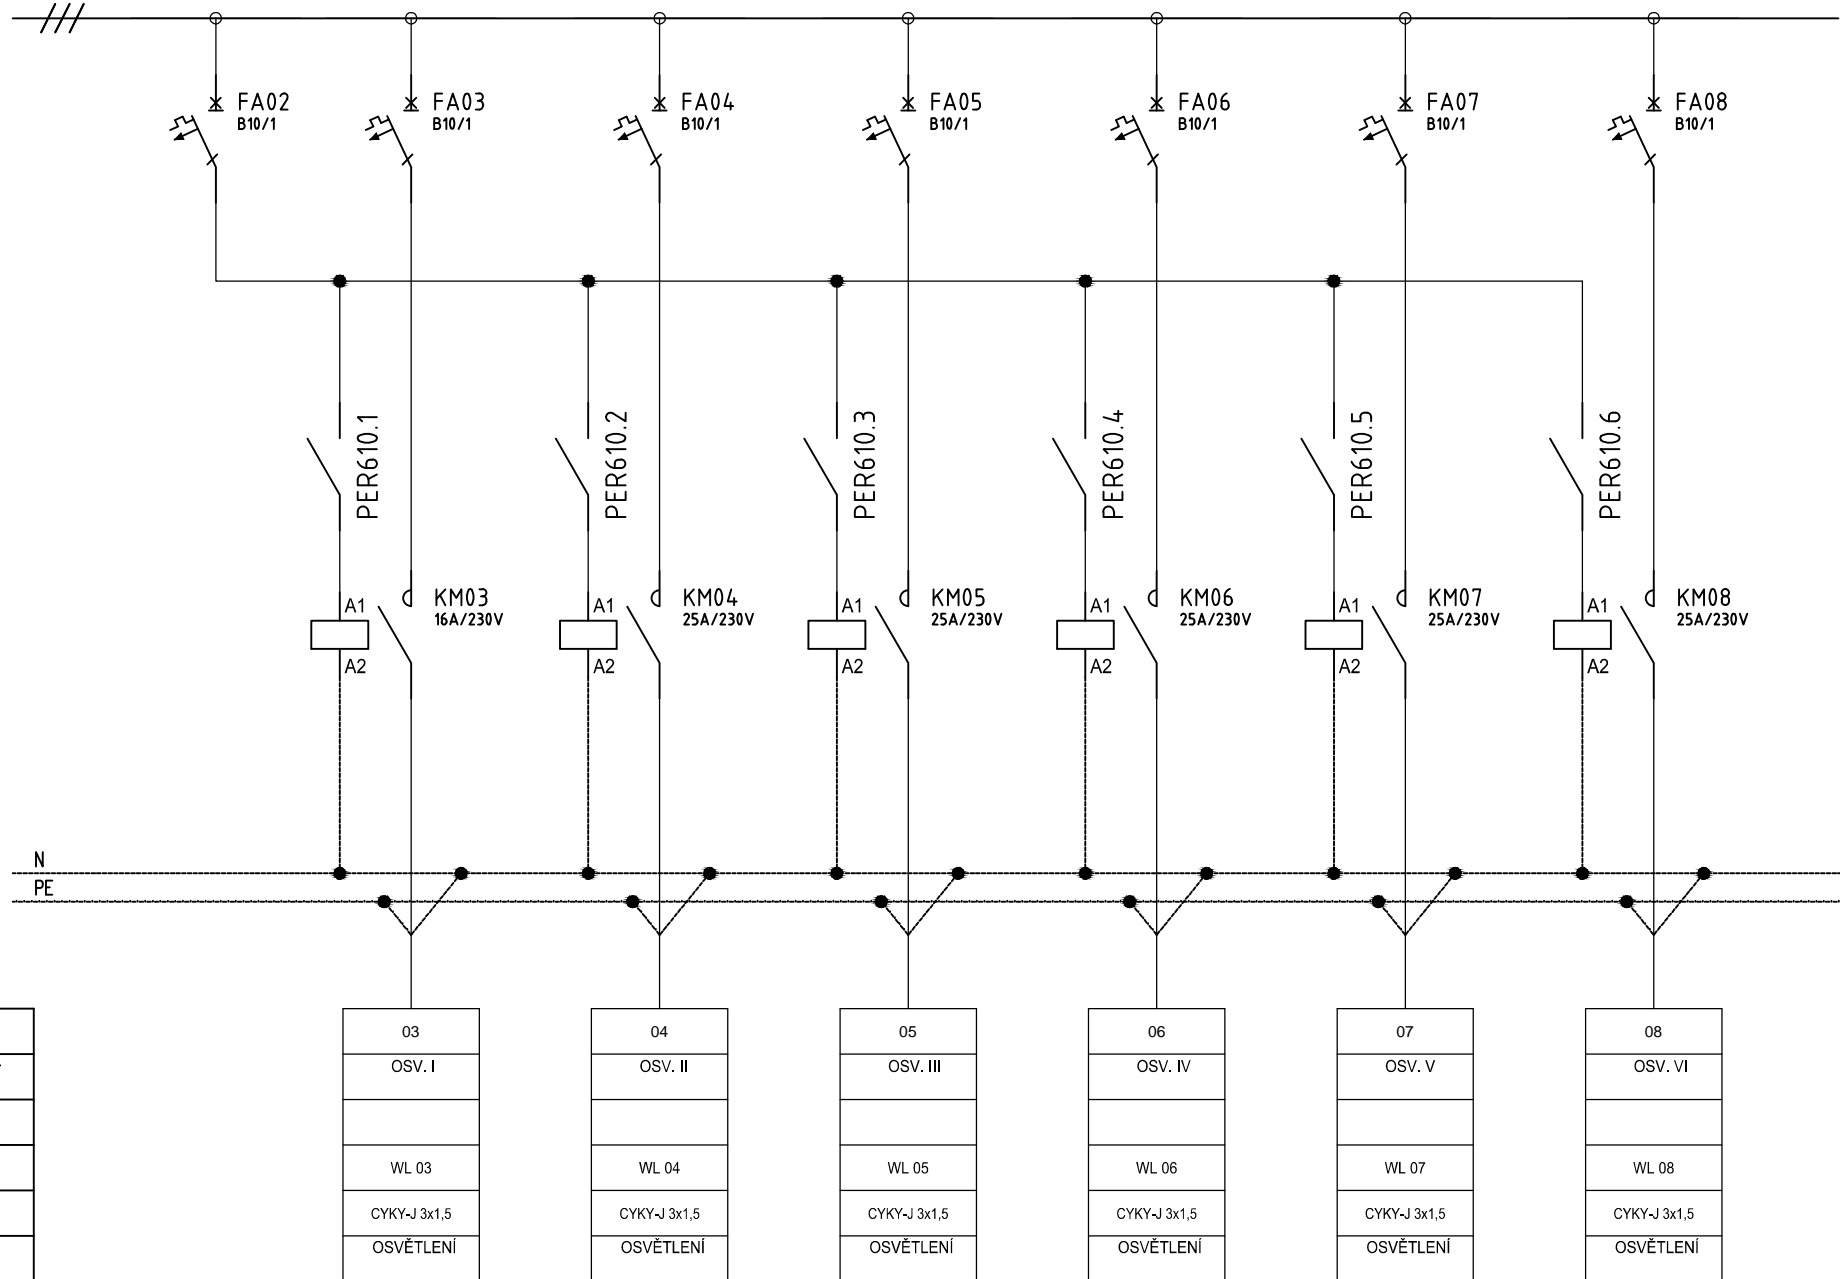 FA02
B10/1
FA03
B10/1
FA04
B10/1
FA05
B10/1
FA06
B10/1
FA07
B10/1
FA08
B10/1
PER610.1
PER610.2
PER610.3
PER610.4
PER610.5
PER610.6
A1
A2
KM03
16A/230V
A1
A2
KM04
25A/230V
A1
A2
KM05
25A/230V
A1
A2
KM06
25A/230V
A1
A2
KM07
25A/230V
A1
A2
KM08
25A/230V
N
PE
03
OSV. I
WL 03
CYKY-J 3x1,5
OSVĚTLENÍ
04
OSV. II
WL 04
CYKY-J 3x1,5
OSVĚTLENÍ
05
OSV. III
WL 05
CYKY-J 3x1,5
OSVĚTLENÍ
06
OSV. IV
WL 06
CYKY-J 3x1,5
OSVĚTLENÍ
07
OSV. V
WL 07
CYKY-J 3x1,5
OSVĚTLENÍ
08
OSV. VI
WL 08
CYKY-J 3x1,5
OSVĚTLENÍ